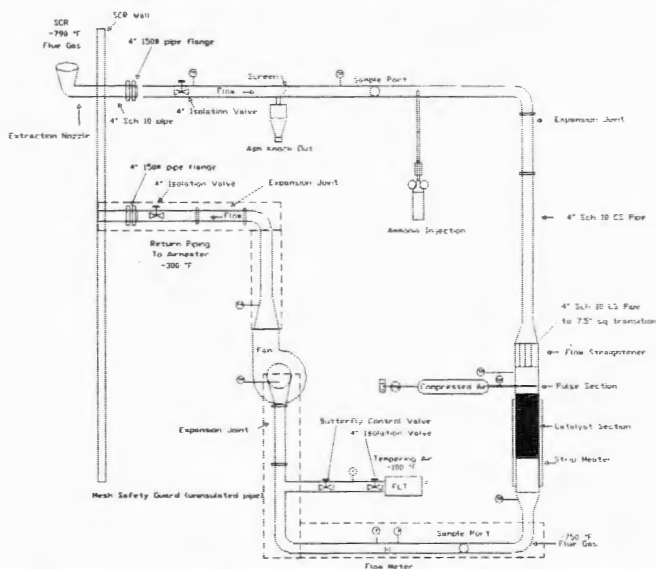 SCR
~790 °F
Flue Gas
SCR Wall
4" 150# pipe flange
Screen
Sample Port
Flow
4" Isolation Valve
Extraction Nozzle
4" Sch 10 pipe
Ash Knock Out
Expansion Joint
4" 150# pipe flange
4" Isolation Valve
Expansion Joint
Flow
Ammonia Injection
4" Sch 10 CS Pipe
Return Piping
To Airheater
~300 °F
4" Sch 10 CS Pipe
to 7.5" sq transition
Fan
Flow Straightener
Compressed Air
Pulse Section
Catalyst Section
Butterfly Control Valve
4" Isolation Valve
Expansion Joint
Tempering Air
~100 °F
Strip Heater
FLT
Mesh Safety Guard (uninsulated pipe)
Sample Port
~750 °F
Flue Gas
Flow Meter